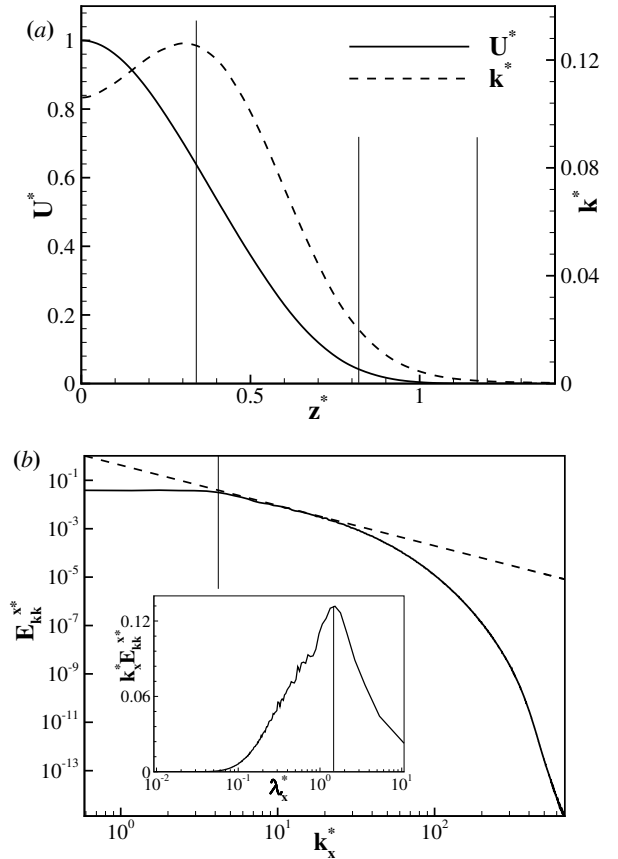 (a)
U*
k*
1
0.8
0.6
0.4
0.2
0
U*
0.12
0.08
0.04
0
k*
0.5
1
z*
(b)
10^-1
10^-3
10^-5
10^-7
10^-9
10^-11
10^-13
E_kk^x*
0.12
0.06
0
k_x^*E_kk^x*
10^-2
10^-1
10^0
10^1
λ_x^*
10^0
10^1
10^2
k_x^*